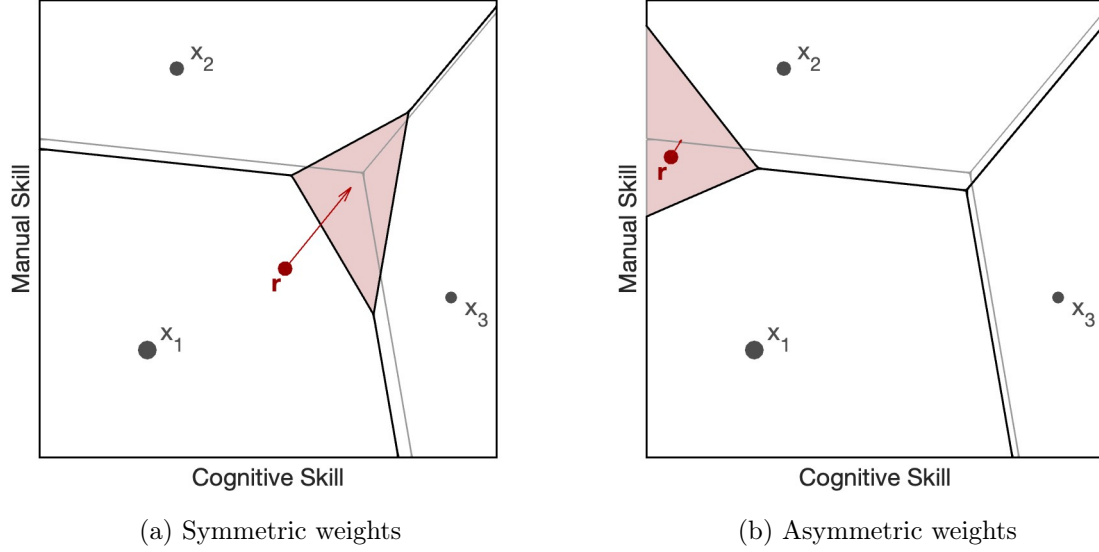 x₂
x₃
x₁
r
Manual Skill
Cognitive Skill
(a) Symmetric weights
x₂
x₃
x₁
r
Manual Skill
Cognitive Skill
(b) Asymmetric weights